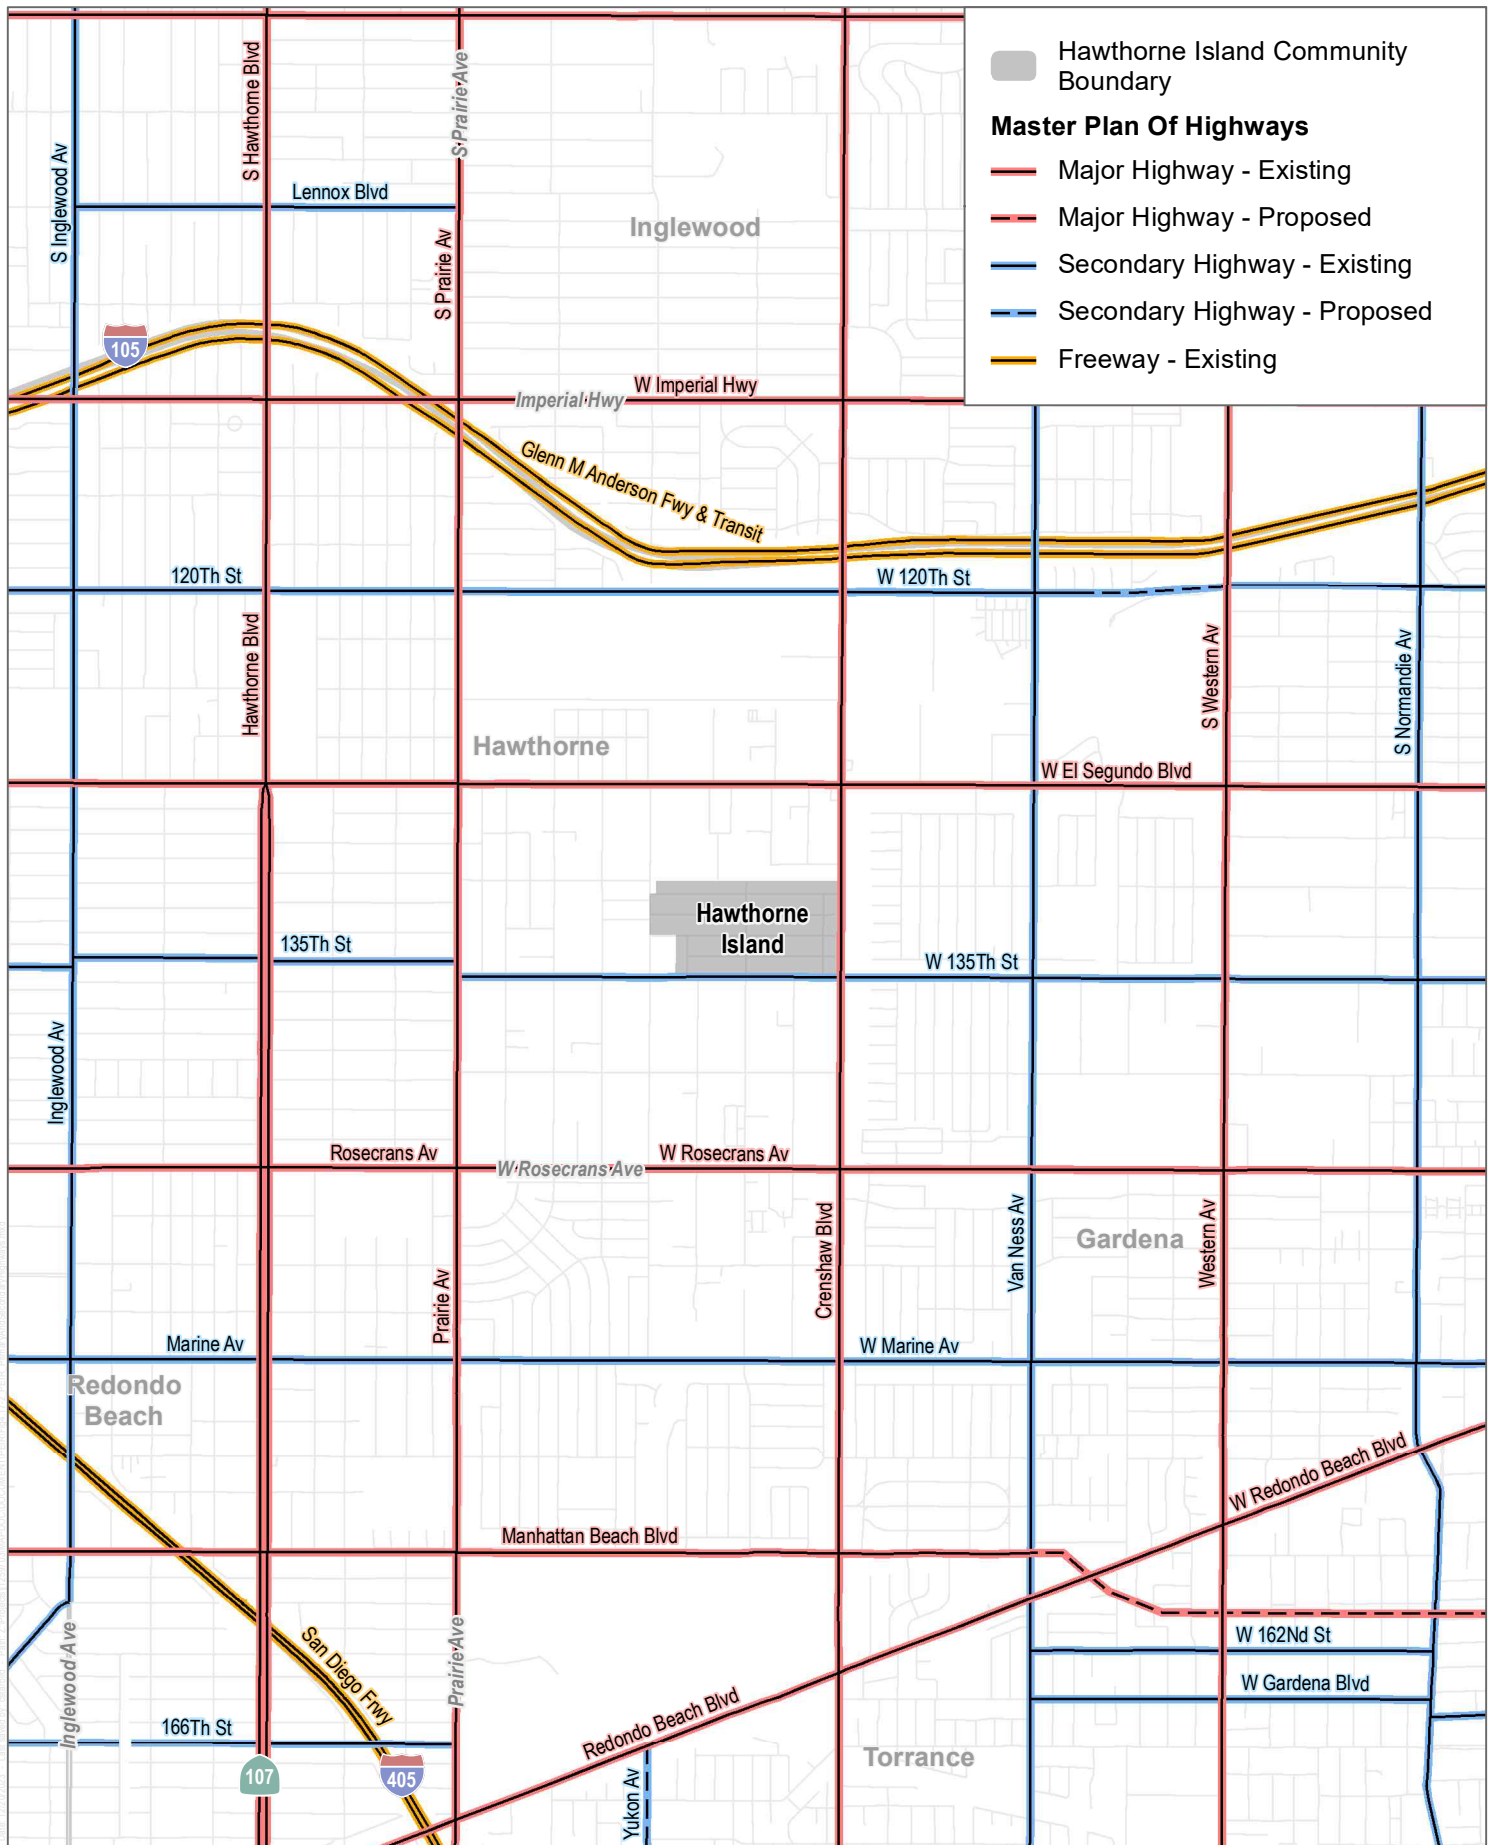 Hawthorne Island Community
Boundary
Master Plan Of Highways
Major Highway - Existing
Major Highway - Proposed
Secondary Highway - Existing
Secondary Highway - Proposed
Freeway - Existing
S Inglewood Av
S Hawthorne Blvd
S Prairie Ave
Lennox Blvd
Inglewood
S Prairie Av
105
W Imperial Hwy
Imperial Hwy
Glenn M Anderson Fwy & Transit
120Th St
W 120Th St
Hawthorne Blvd
S Western Av
S Normandie Av
Hawthorne
W El Segundo Blvd
Hawthorne
Island
135Th St
W 135Th St
Inglewood Av
Rosecrans Av
W Rosecrans Ave
W Rosecrans Av
Prairie Av
Crenshaw Blvd
Van Ness Av
Gardena
Western Av
Marine Av
W Marine Av
Redondo
Beach
W Redondo Beach Blvd
Manhattan Beach Blvd
Inglewood Ave
San Diego Frwy
Prairie Ave
W 162Nd St
W Gardena Blvd
166Th St
Redondo Beach Blvd
Torrance
107
405
Yukon Av